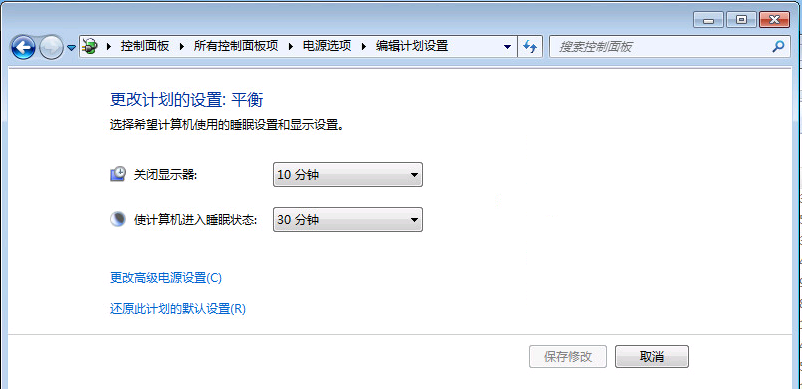 控制面板 所有控制面板项 电源选项 编辑计划设置 搜索控制面板
更改计划的设置: 平衡
选择希望计算机使用的睡眠设置和显示设置。
关闭显示器: 10 分钟
使计算机进入睡眠状态: 30 分钟
更改高级电源设置(C)
还原此计划的默认设置(R)
保存修改 取消